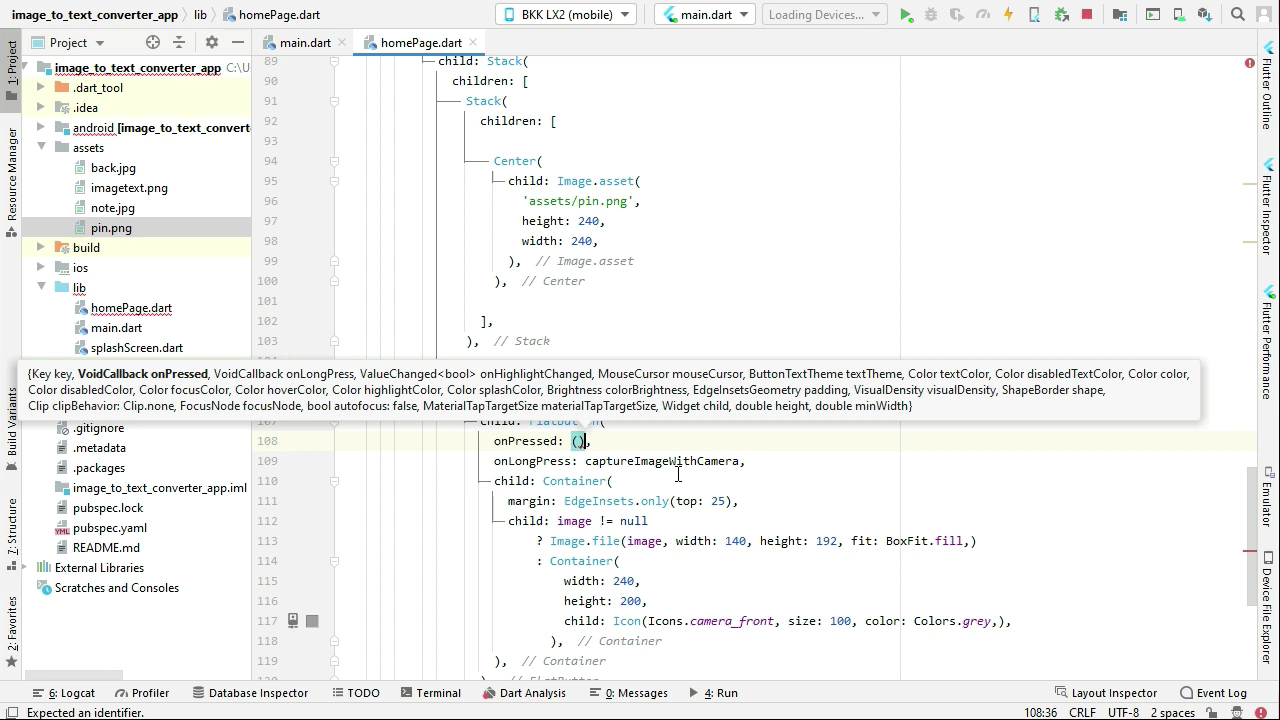 image_to_text_converter_app lib homePage.dart BKK LX2 (mobile) main.dart Loading Devices...
Project main.dart homePage.dart
image_to_text_converter_app C:\U
.dart_tool
.idea
android [image_to_text_convert
assets
back.jpg
imagetext.png
note.jpg
pin.png
build
ios
lib
homePage.dart
main.dart
splashScreen.dart
.gitignore
.metadata
.packages
image_to_text_converter_app.iml
pubspec.lock
pubspec.yaml
README.md
External Libraries
Scratches and Consoles
89 child: Stack(
90 children: [
91 Stack(
92 children: [
93
94 Center(
95 child: Image.asset(
96 'assets/pin.png',
97 height: 240,
98 width: 240,
99 ), // Image.asset
100 ), // Center
101
102 ],
103 ), // Stack
{Key key, VoidCallback onPressed, VoidCallback onLongPress, ValueChanged<bool> onHighlightChanged, MouseCursor mouseCursor, ButtonTextTheme textTheme, Color textColor, Color disabledTextColor, Color color,
Color disabledColor, Color focusColor, Color hoverColor, Color highlightColor, Color splashColor, Brightness colorBrightness, EdgeInsetsGeometry padding, VisualDensity visualDensity, ShapeBorder shape,
Clip clipBehavior: Clip.none, FocusNode focusNode, bool autofocus: false, MaterialTapTargetSize materialTapTargetSize, Widget child, double height, double minWidth}
108 onPressed: (),
109 onLongPress: captureImageWithCamera,
110 child: Container(
111 margin: EdgeInsets.only(top: 25),
112 child: image != null
113 ? Image.file(image, width: 140, height: 192, fit: BoxFit.fill,)
114 : Container(
115 width: 240,
116 height: 200,
117 child: Icon(Icons.camera_front, size: 100, color: Colors.grey,),
118 ), // Container
119 ), // Container
1: Project
Resource Manager
Build Variants
7: Structure
2: Favorites
Flutter Outline
Flutter Inspector
Flutter Performance
Emulator
Device File Explorer
6: Logcat Profiler Database Inspector TODO Terminal Dart Analysis 0: Messages 4: Run Layout Inspector Event Log
Expected an identifier. 108:36 CRLF UTF-8 2 spaces